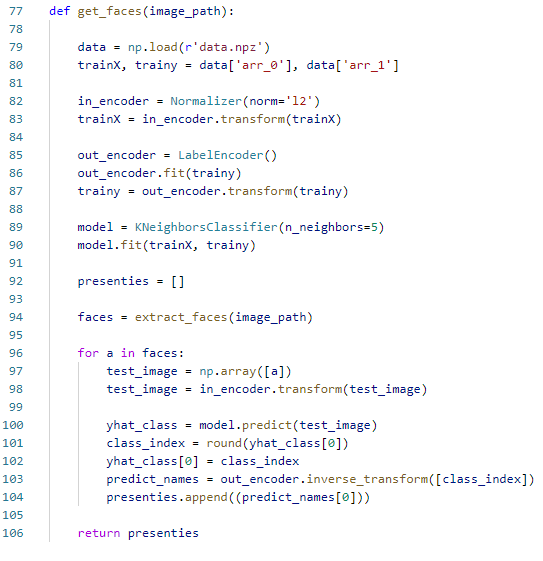 77 def get_faces(image_path):
78
79     data = np.load(r'data.npz')
80     trainX, trainy = data['arr_0'], data['arr_1']
81
82     in_encoder = Normalizer(norm='l2')
83     trainX = in_encoder.transform(trainX)
84
85     out_encoder = LabelEncoder()
86     out_encoder.fit(trainy)
87     trainy = out_encoder.transform(trainy)
88
89     model = KNeighborsClassifier(n_neighbors=5)
90     model.fit(trainX, trainy)
91
92     presenties = []
93
94     faces = extract_faces(image_path)
95
96     for a in faces:
97         test_image = np.array([a])
98         test_image = in_encoder.transform(test_image)
99
100         yhat_class = model.predict(test_image)
101         class_index = round(yhat_class[0])
102         yhat_class[0] = class_index
103         predict_names = out_encoder.inverse_transform([class_index])
104         presenties.append((predict_names[0]))
105
106     return presenties